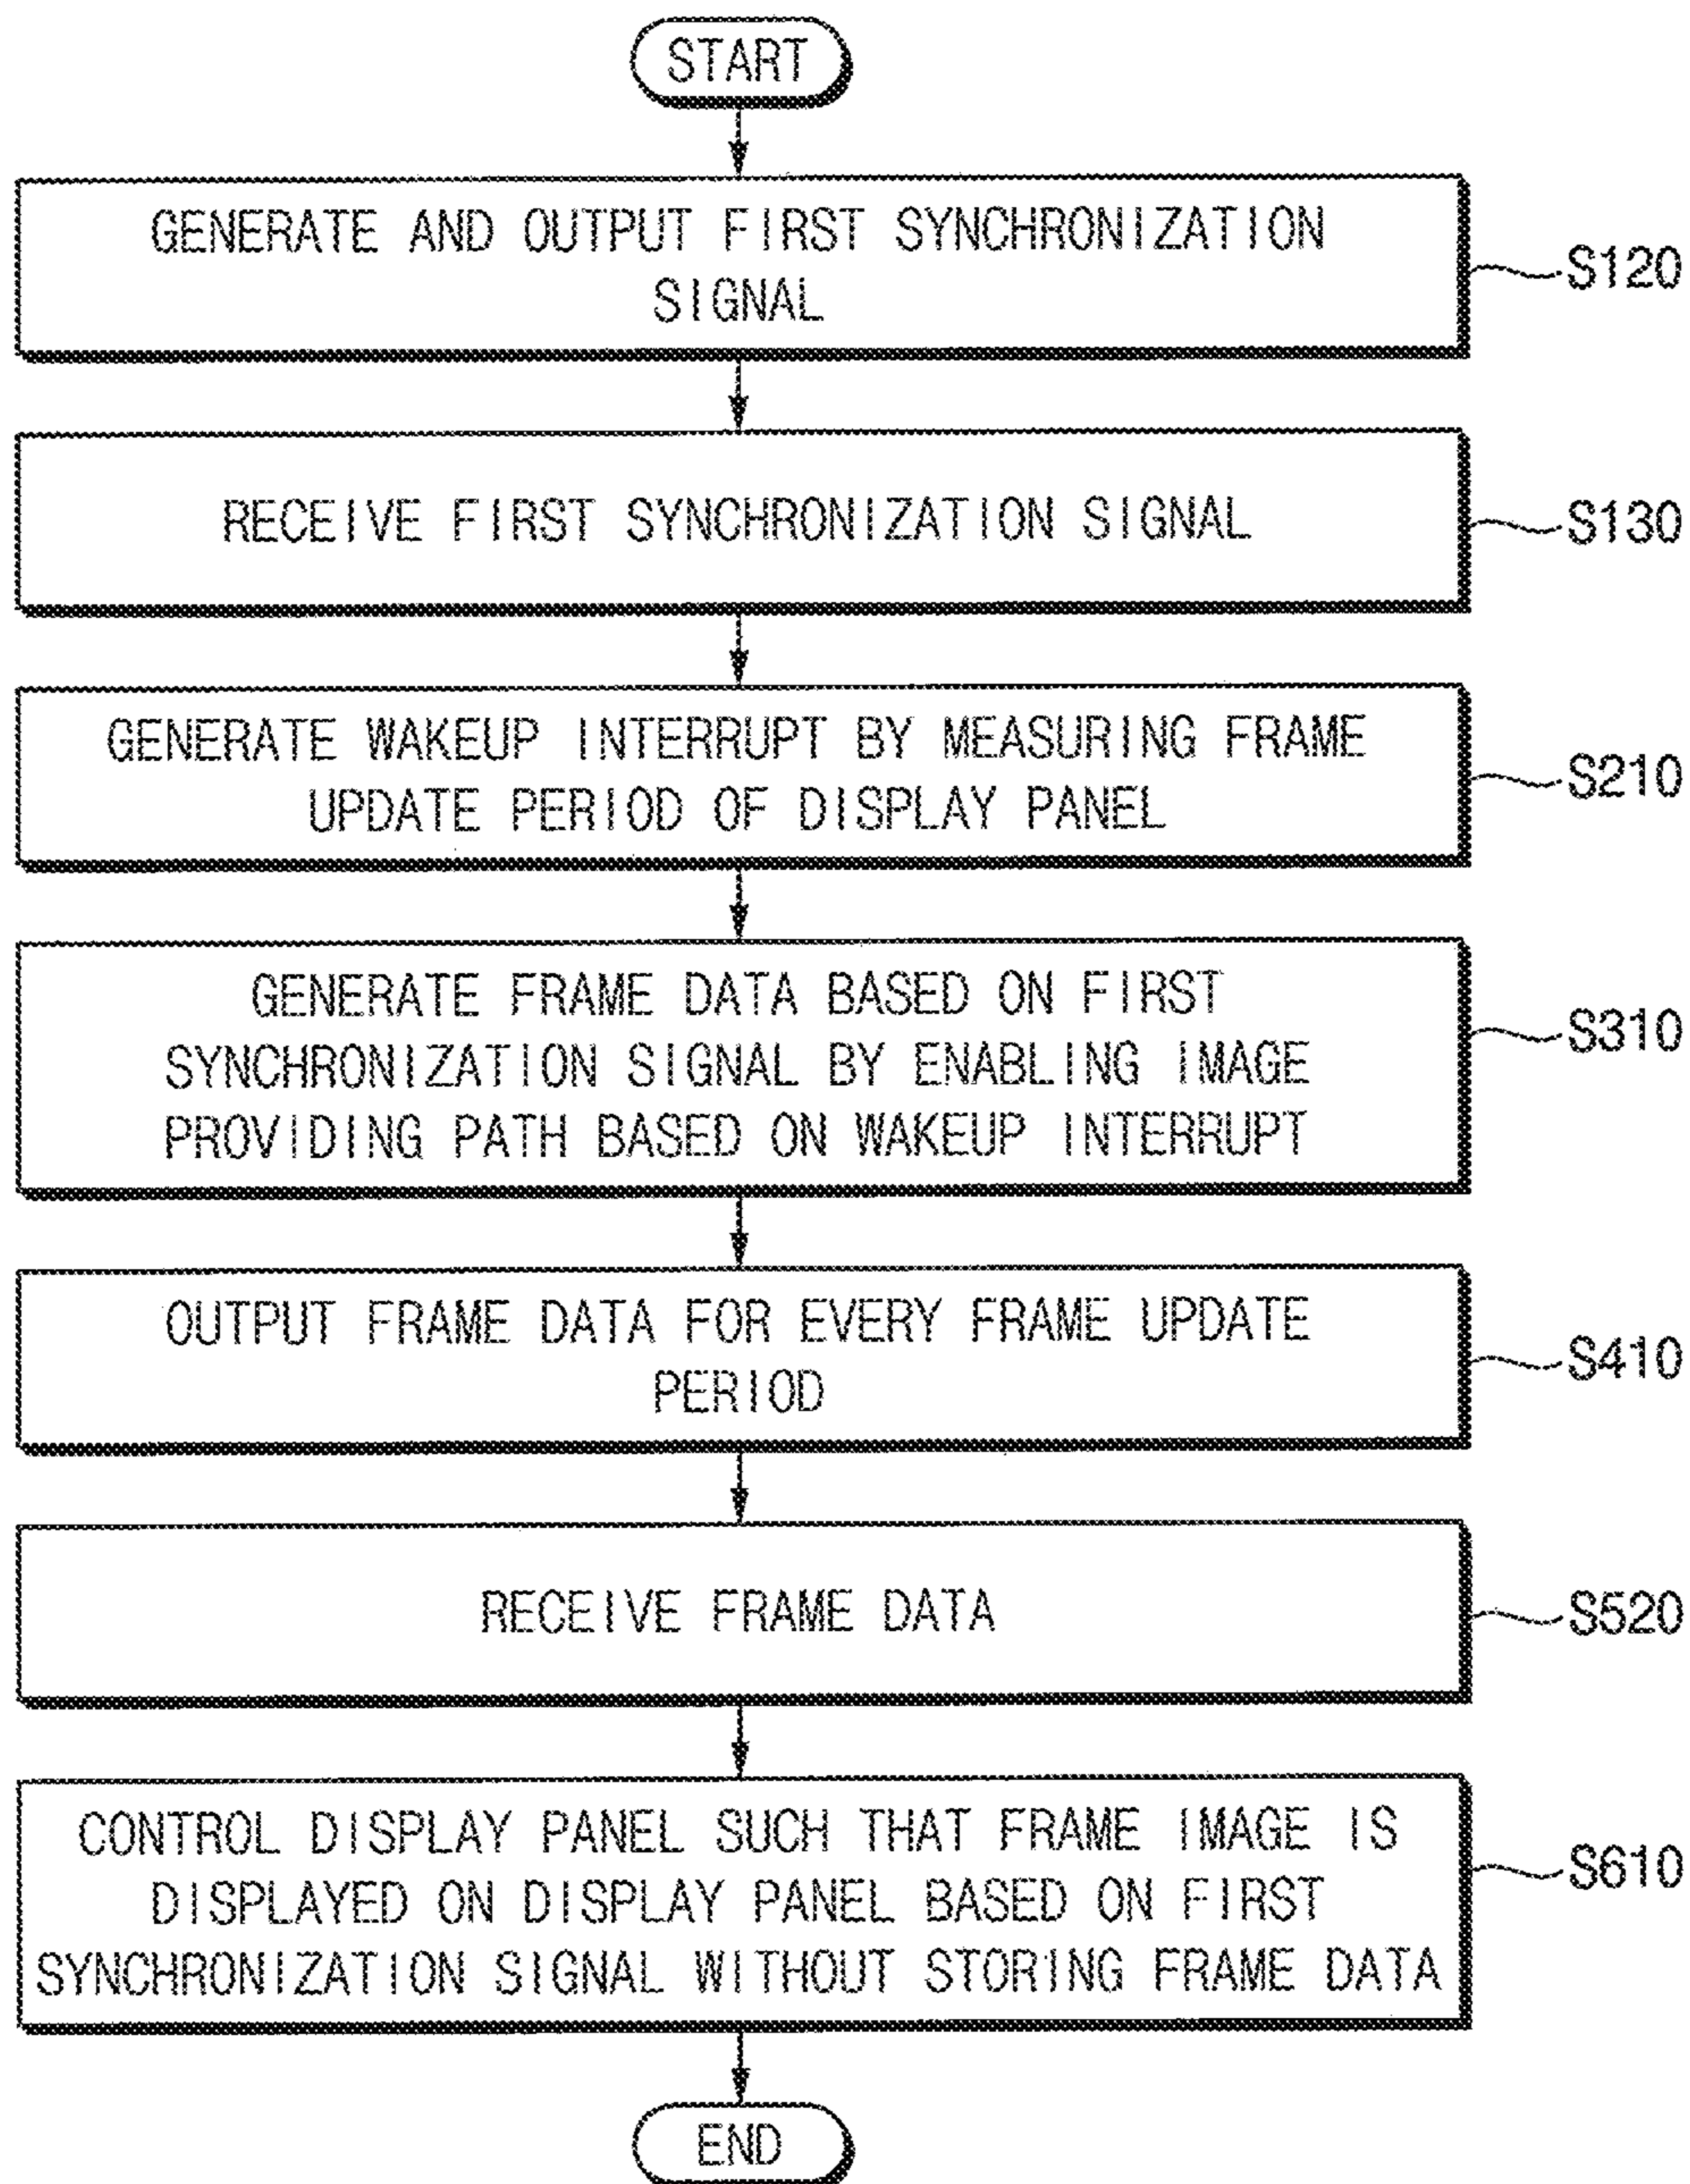 START
GENERATE AND OUTPUT FIRST SYNCHRONIZATION
SIGNAL
S120
RECEIVE FIRST SYNCHRONIZATION SIGNAL
S130
GENERATE WAKEUP INTERRUPT BY MEASURING FRAME
UPDATE PERIOD OF DISPLAY PANEL
S210
GENERATE FRAME DATA BASED ON FIRST
SYNCHRONIZATION SIGNAL BY ENABLING IMAGE
PROVIDING PATH BASED ON WAKEUP INTERRUPT
S310
OUTPUT FRAME DATA FOR EVERY FRAME UPDATE
PERIOD
S410
RECEIVE FRAME DATA
S520
CONTROL DISPLAY PANEL SUCH THAT FRAME IMAGE IS
DISPLAYED ON DISPLAY PANEL BASED ON FIRST
SYNCHRONIZATION SIGNAL WITHOUT STORING FRAME DATA
S610
END